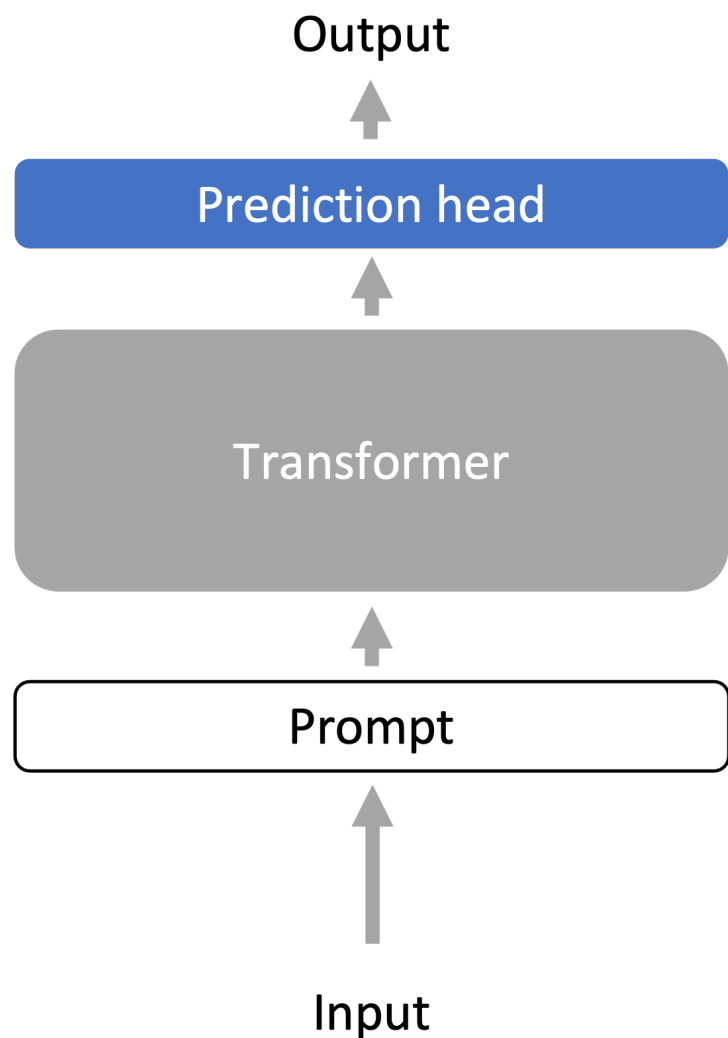 Output
Prediction head
Transformer
Prompt
Input